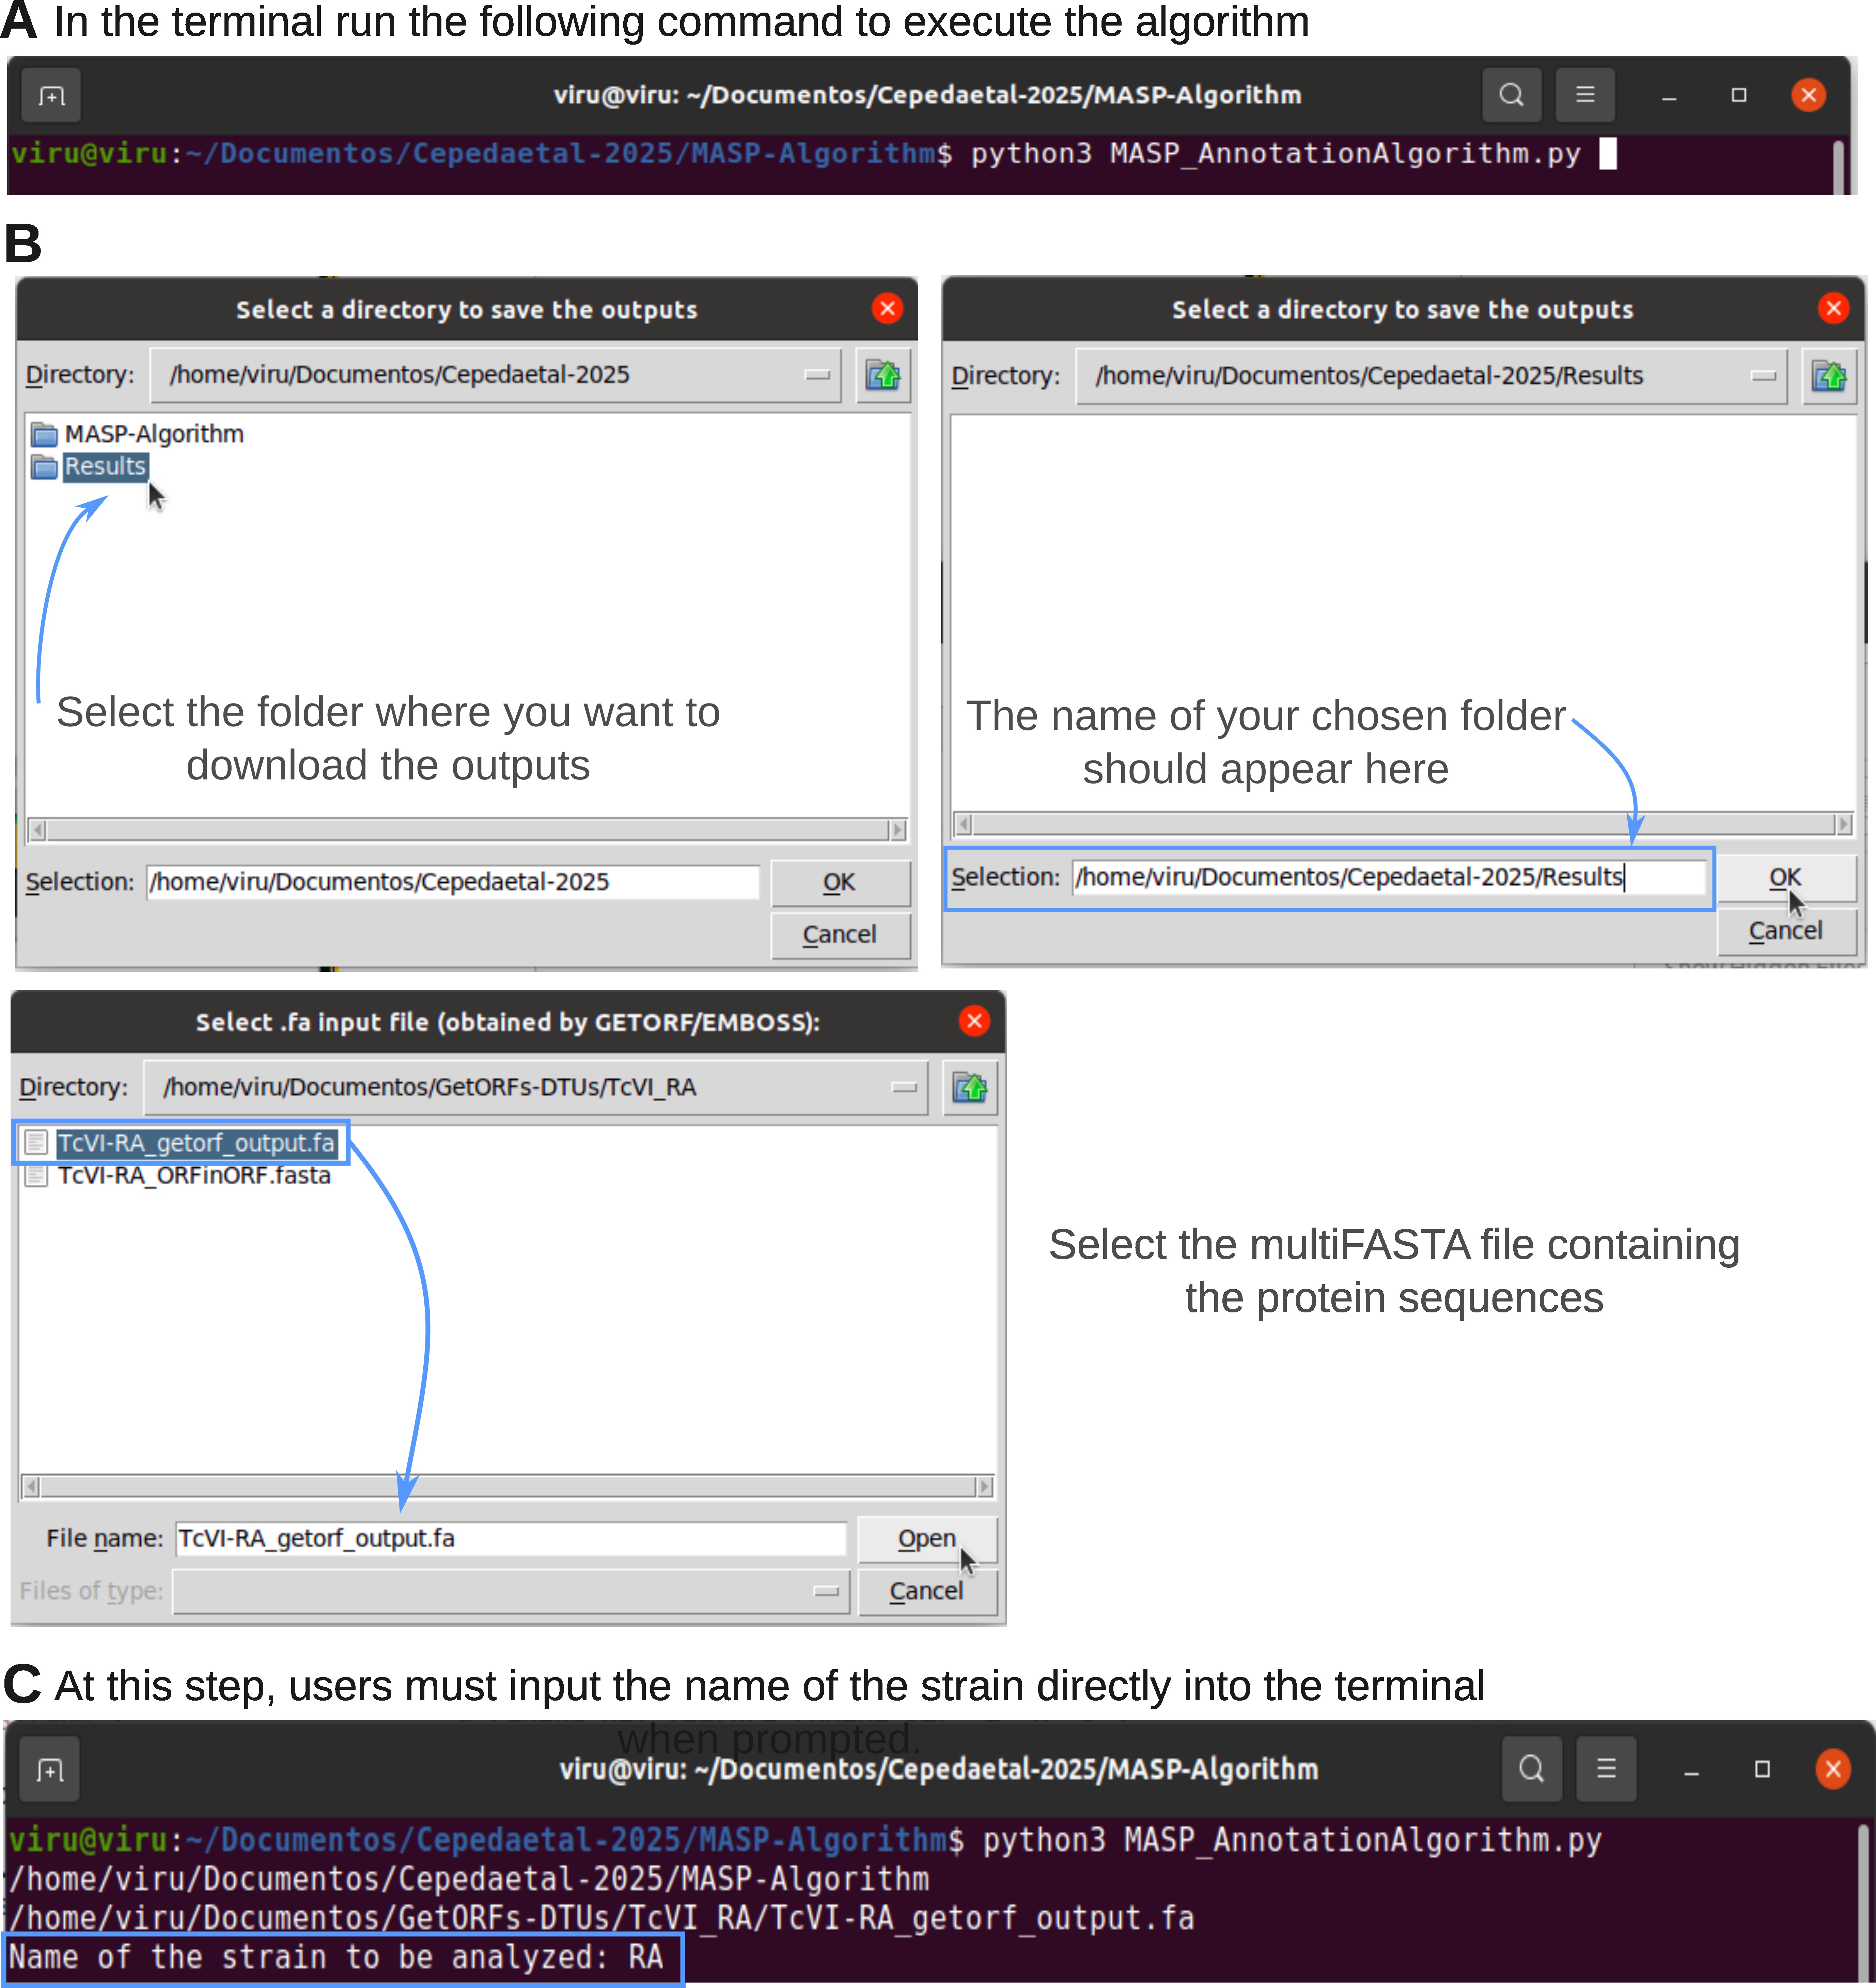 A In the terminal run the following command to execute the algorithm
viru@viru: ~/Documentos/Cepedaetal-2025/MASP-Algorithm
viru@viru:~/Documentos/Cepedaetal-2025/MASP-Algorithm$ python3 MASP_AnnotationAlgorithm.py
B
Select a directory to save the outputs
Directory: /home/viru/Documentos/Cepedaetal-2025
MASP-Algorithm
Results
Select the folder where you want to
download the outputs
Selection: /home/viru/Documentos/Cepedaetal-2025 OK
Cancel
Select a directory to save the outputs
Directory: /home/viru/Documentos/Cepedaetal-2025/Results
The name of your chosen folder
should appear here
Selection: /home/viru/Documentos/Cepedaetal-2025/Results OK
Cancel
Select .fa input file (obtained by GETORF/EMBOSS):
Directory: /home/viru/Documentos/GetORFs-DTUs/TcVI_RA
TcVI-RA_getorf_output.fa
TcVI-RA_ORFinORF.fasta
File name: TcVI-RA_getorf_output.fa Open
Files of type: Cancel
Select the multiFASTA file containing
the protein sequences
C At this step, users must input the name of the strain directly into the terminal
when prompted.
viru@viru: ~/Documentos/Cepedaetal-2025/MASP-Algorithm
viru@viru:~/Documentos/Cepedaetal-2025/MASP-Algorithm$ python3 MASP_AnnotationAlgorithm.py
/home/viru/Documentos/Cepedaetal-2025/MASP-Algorithm
/home/viru/Documentos/GetORFs-DTUs/TcVI_RA/TcVI-RA_getorf_output.fa
Name of the strain to be analyzed: RA